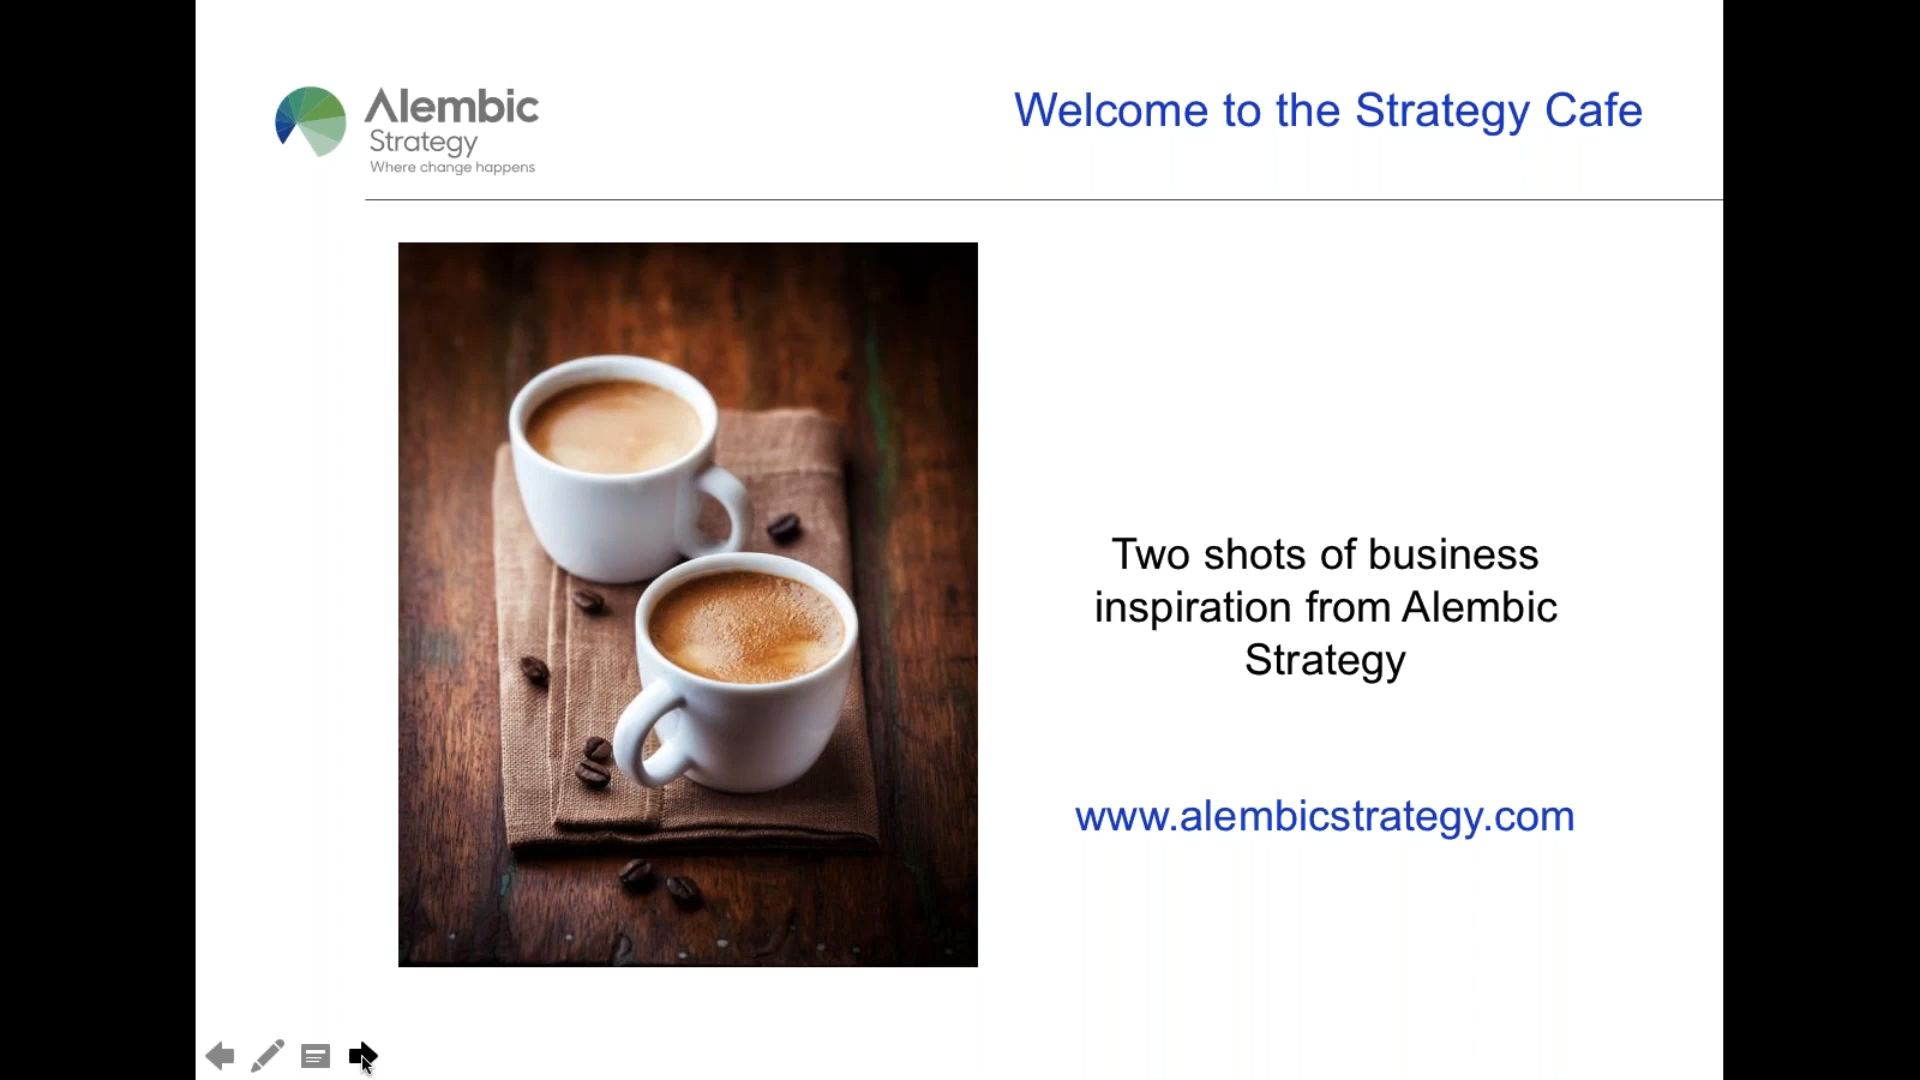 Alembic
Strategy
Where change happens
Welcome to the Strategy Cafe
Two shots of business
inspiration from Alembic
Strategy
www.alembicstrategy.com